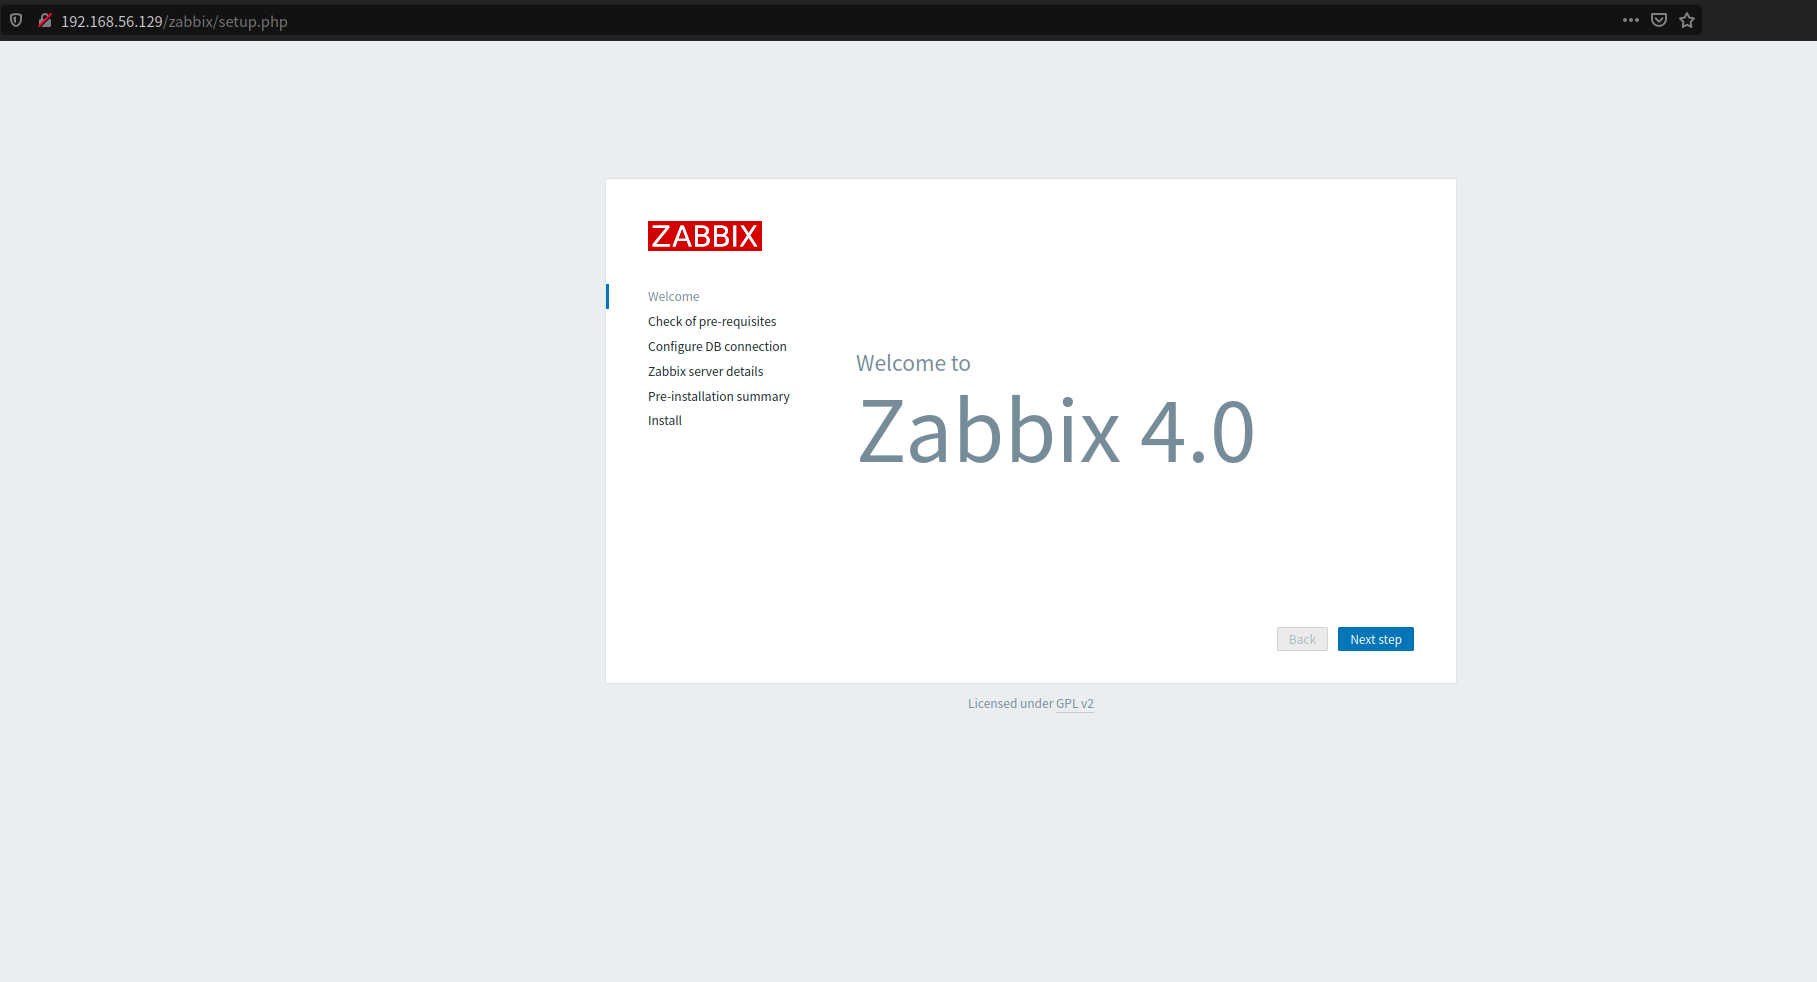 192.168.56.129/zabbix/setup.php
ZABBIX
Welcome
Check of pre-requisites
Configure DB connection
Zabbix server details
Pre-installation summary
Install
Welcome to
Zabbix 4.0
Back
Next step
Licensed under GPL v2